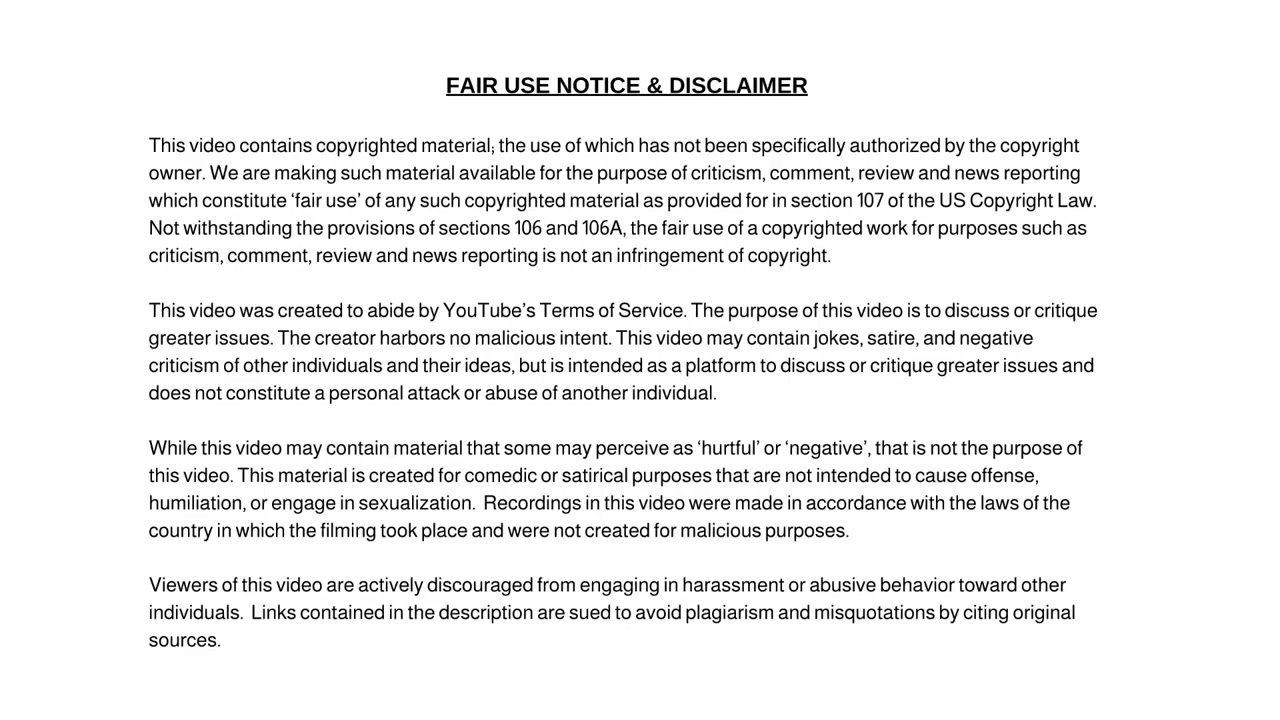 FAIR USE NOTICE & DISCLAIMER
This video contains copyrighted material; the use of which has not been specifically authorized by the copyright
owner. We are making such material available for the purpose of criticism, comment, review and news reporting
which constitute ‘fair use’ of any such copyrighted material as provided for in section 107 of the US Copyright Law.
Not withstanding the provisions of sections 106 and 106A, the fair use of a copyrighted work for purposes such as
criticism, comment, review and news reporting is not an infringement of copyright.
This video was created to abide by YouTube’s Terms of Service. The purpose of this video is to discuss or critique
greater issues. The creator harbors no malicious intent. This video may contain jokes, satire, and negative
criticism of other individuals and their ideas, but is intended as a platform to discuss or critique greater issues and
does not constitute a personal attack or abuse of another individual.
While this video may contain material that some may perceive as ‘hurtful’ or ‘negative’, that is not the purpose of
this video. This material is created for comedic or satirical purposes that are not intended to cause offense,
humiliation, or engage in sexualization. Recordings in this video were made in accordance with the laws of the
country in which the filming took place and were not created for malicious purposes.
Viewers of this video are actively discouraged from engaging in harassment or abusive behavior toward other
individuals. Links contained in the description are sued to avoid plagiarism and misquotations by citing original
sources.